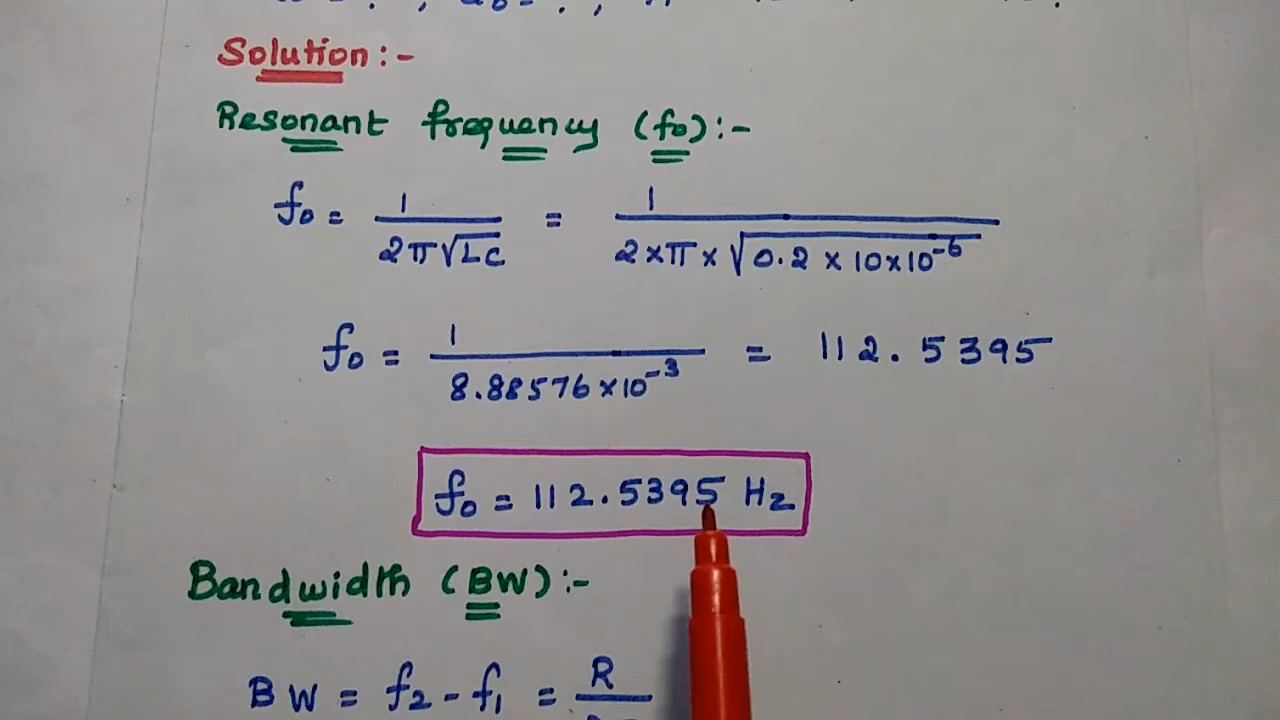 Solution:-
Resonant frequency (f0):-
f0 = 1 / 2π√LC = 1 / 2×π×√0.2 × 10×10^-6
f0 = 1 / 8.88576×10^-3 = 112.5395
f0 = 112.5395 Hz
Bandwidth (BW):-
BW = f2 - f1 = R